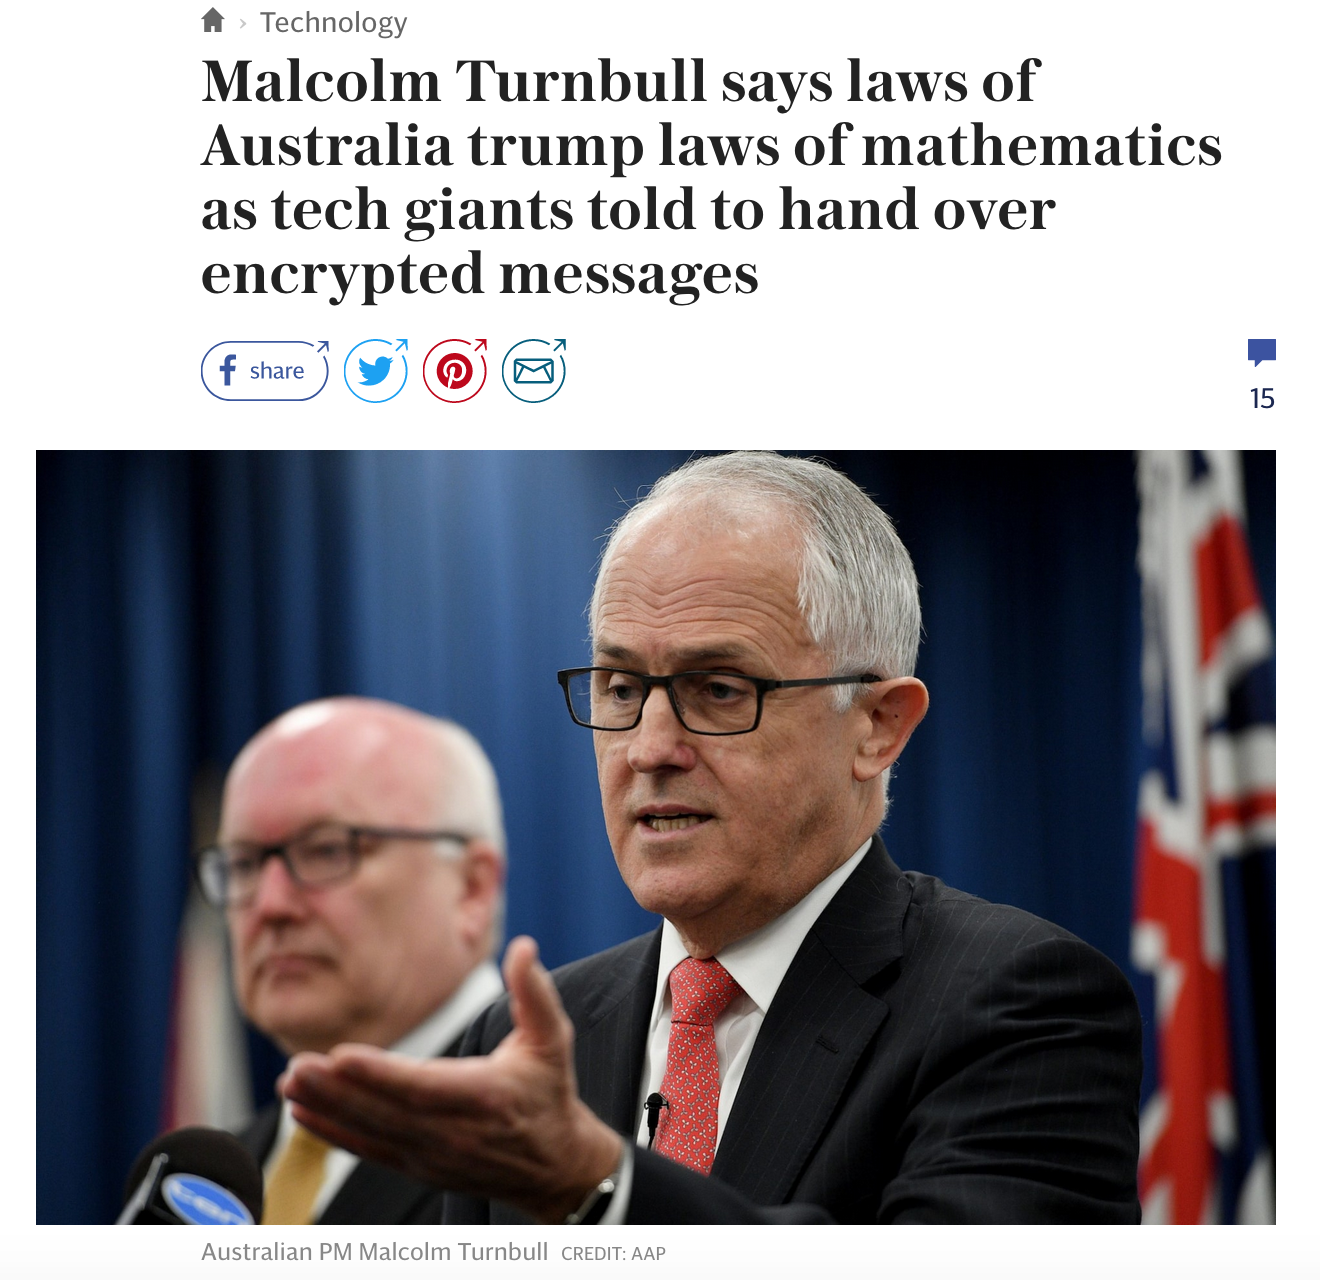 Technology
Malcolm Turnbull says laws of
Australia trump laws of mathematics
as tech giants told to hand over
encrypted messages
share
15
Australian PM Malcolm Turnbull CREDIT: AAP